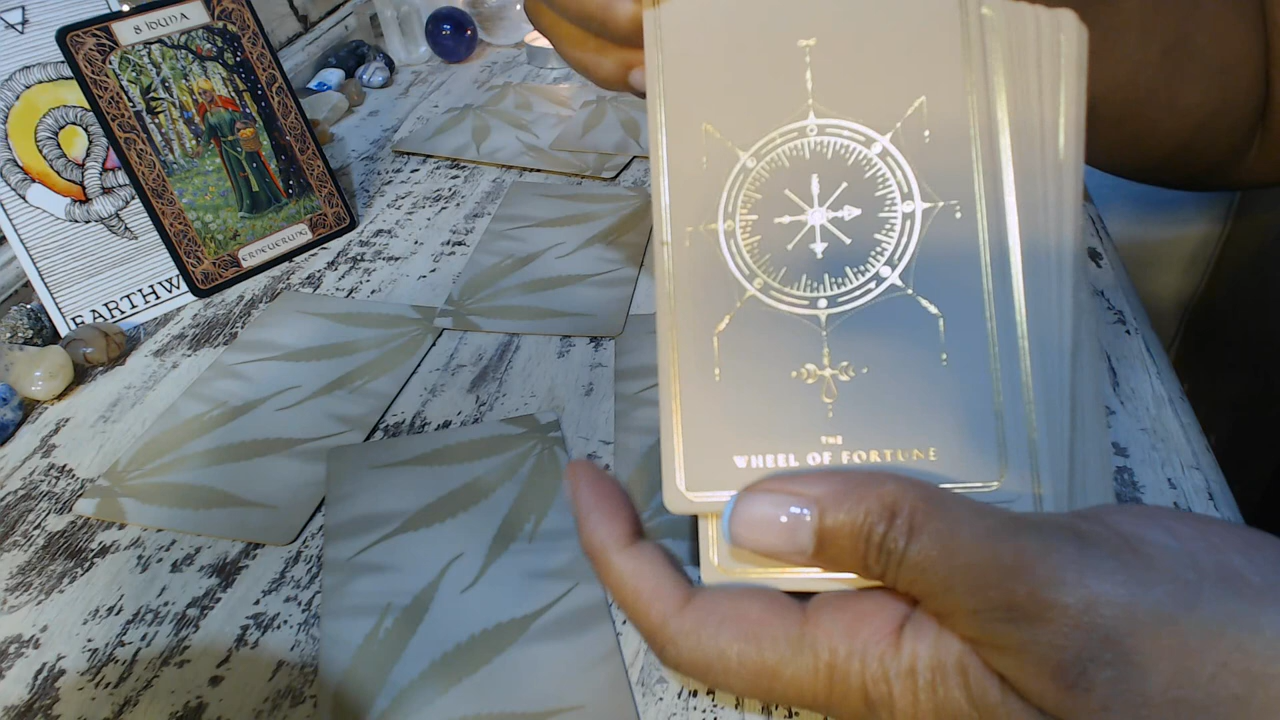 8 IDUNA
ERNEUERUNG
EARTHW
THE
WHEEL OF FORTUNE